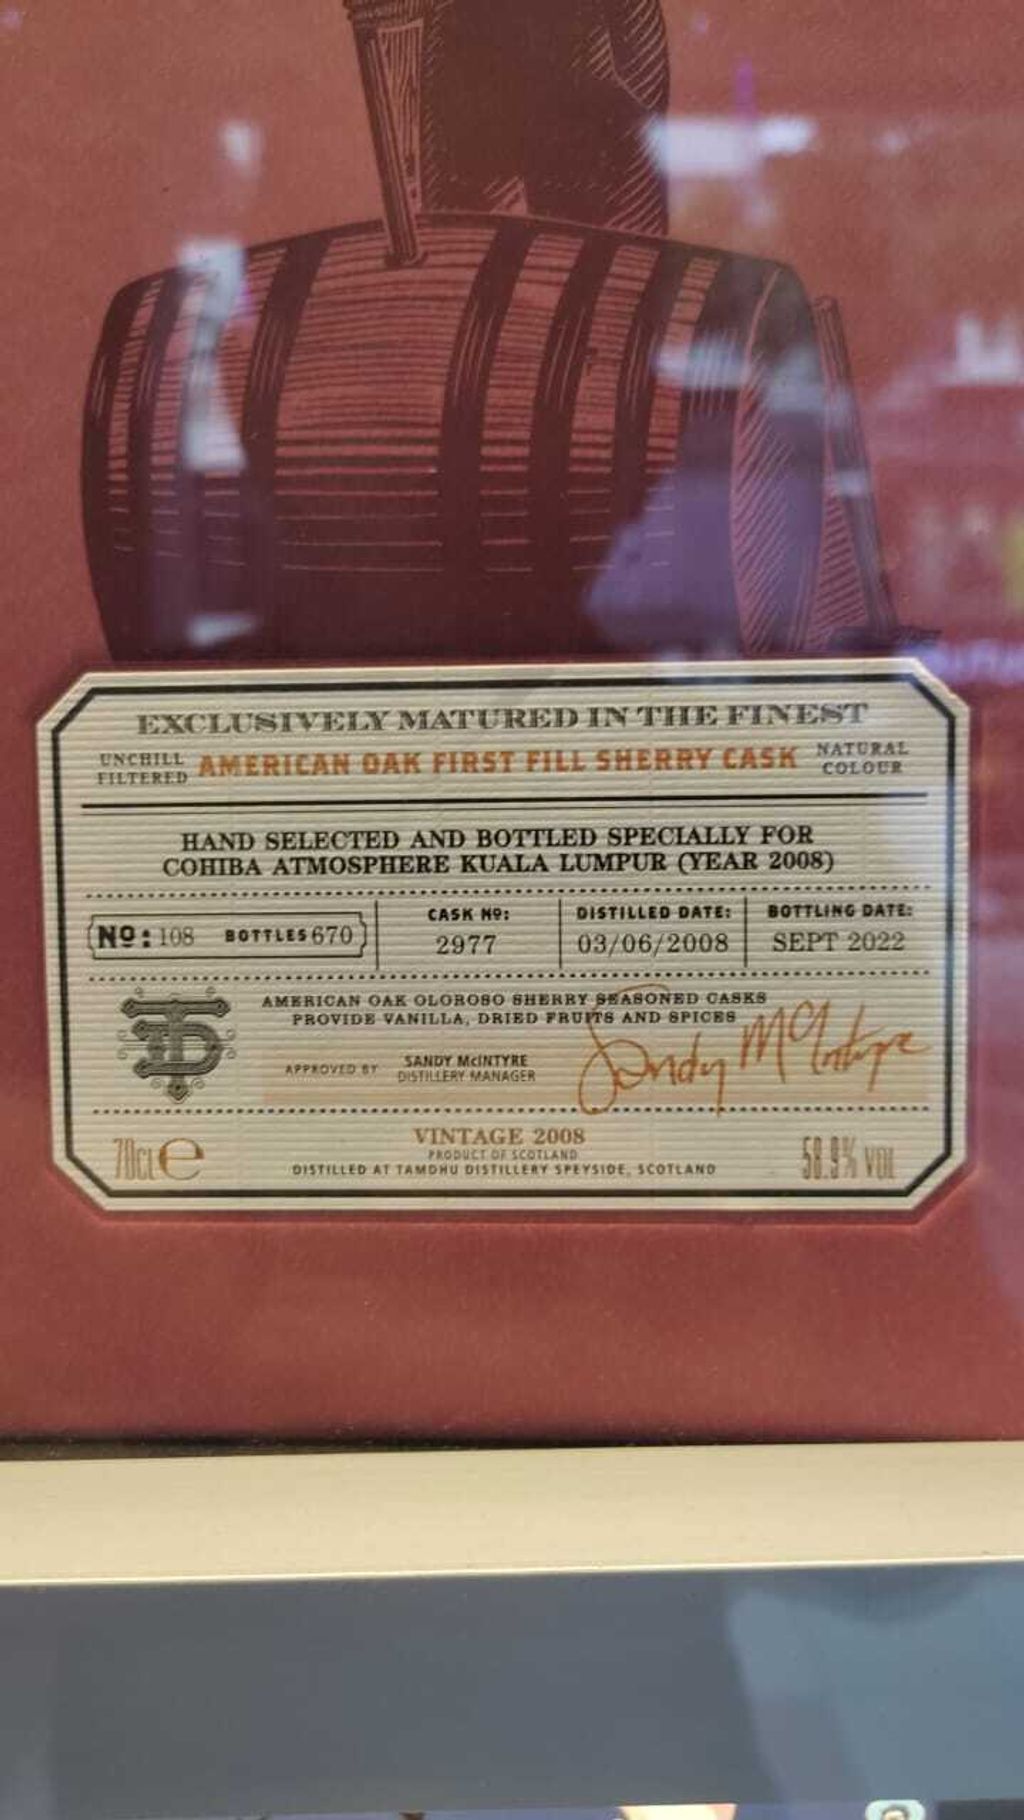 EXCLUSIVELY MATURED IN THE FINEST
UNCHILL FILTERED AMERICAN OAK FIRST FILL SHERRY CASK NATURAL COLOUR
HAND SELECTED AND BOTTLED SPECIALLY FOR
COHIBA ATMOSPHERE KUALA LUMPUR (YEAR 2008)
Nº: 108 BOTTLES 670
CASK Nº:
2977
DISTILLED DATE:
03/06/2008
BOTTLING DATE:
SEPT 2022
AMERICAN OAK OLOROSO SHERRY SEASONED CASKS
PROVIDE VANILLA, DRIED FRUITS AND SPICES
APPROVED BY
SANDY McINTYRE
DISTILLERY MANAGER
Sandy McIntyre
TD
70CL e
VINTAGE 2008
PRODUCT OF SCOTLAND
DISTILLED AT TAMDHU DISTILLERY SPEYSIDE, SCOTLAND
58.9% VOL